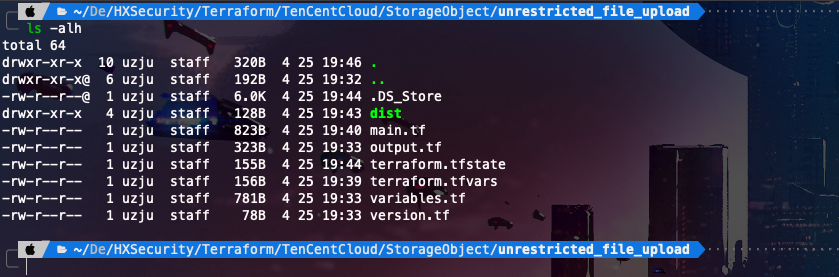 ~/De/HXSecurity/Terraform/TenCentCloud/StorageObject/unrestricted_file_upload
ls -alh
total 64
drwxr-xr-x  10 uzju  staff   320B  4 25 19:46 .
drwxr-xr-x@  6 uzju  staff   192B  4 25 19:32 ..
-rw-r--r--@  1 uzju  staff   6.0K  4 25 19:44 .DS_Store
drwxr-xr-x   4 uzju  staff   128B  4 25 19:43 dist
-rw-r--r--   1 uzju  staff   823B  4 25 19:40 main.tf
-rw-r--r--   1 uzju  staff   323B  4 25 19:33 output.tf
-rw-r--r--   1 uzju  staff   155B  4 25 19:44 terraform.tfstate
-rw-r--r--   1 uzju  staff   156B  4 25 19:39 terraform.tfvars
-rw-r--r--   1 uzju  staff   781B  4 25 19:33 variables.tf
-rw-r--r--   1 uzju  staff    78B  4 25 19:33 version.tf
~/De/HXSecurity/Terraform/TenCentCloud/StorageObject/unrestricted_file_upload